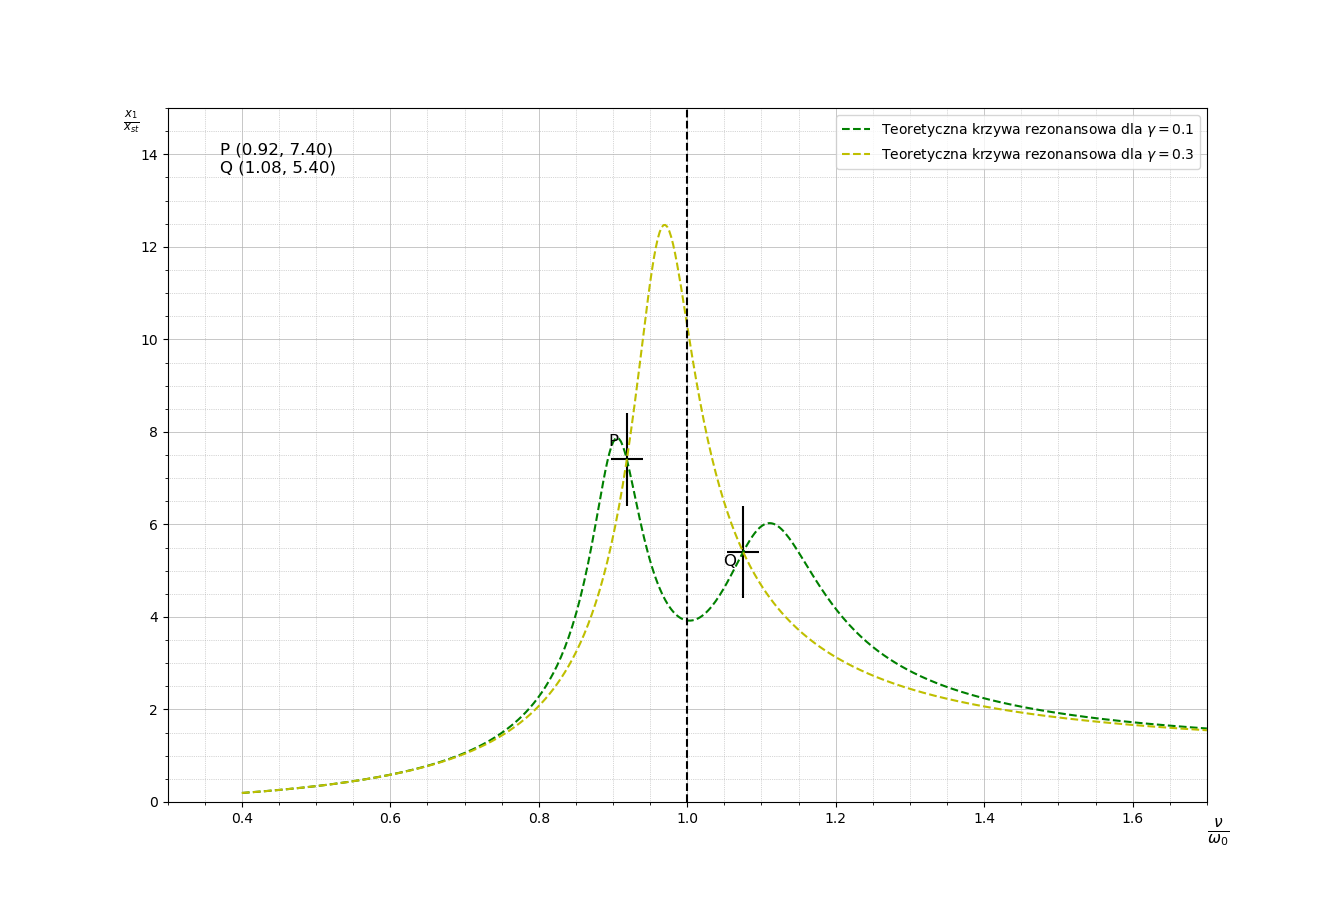 x₁/x_st
P (0.92, 7.40)
Q (1.08, 5.40)
Teoretyczna krzywa rezonansowa dla γ = 0.1
Teoretyczna krzywa rezonansowa dla γ = 0.3
14
12
10
8
6
4
2
0
P
Q
0.4
0.6
0.8
1.0
1.2
1.4
1.6
ν/ω₀